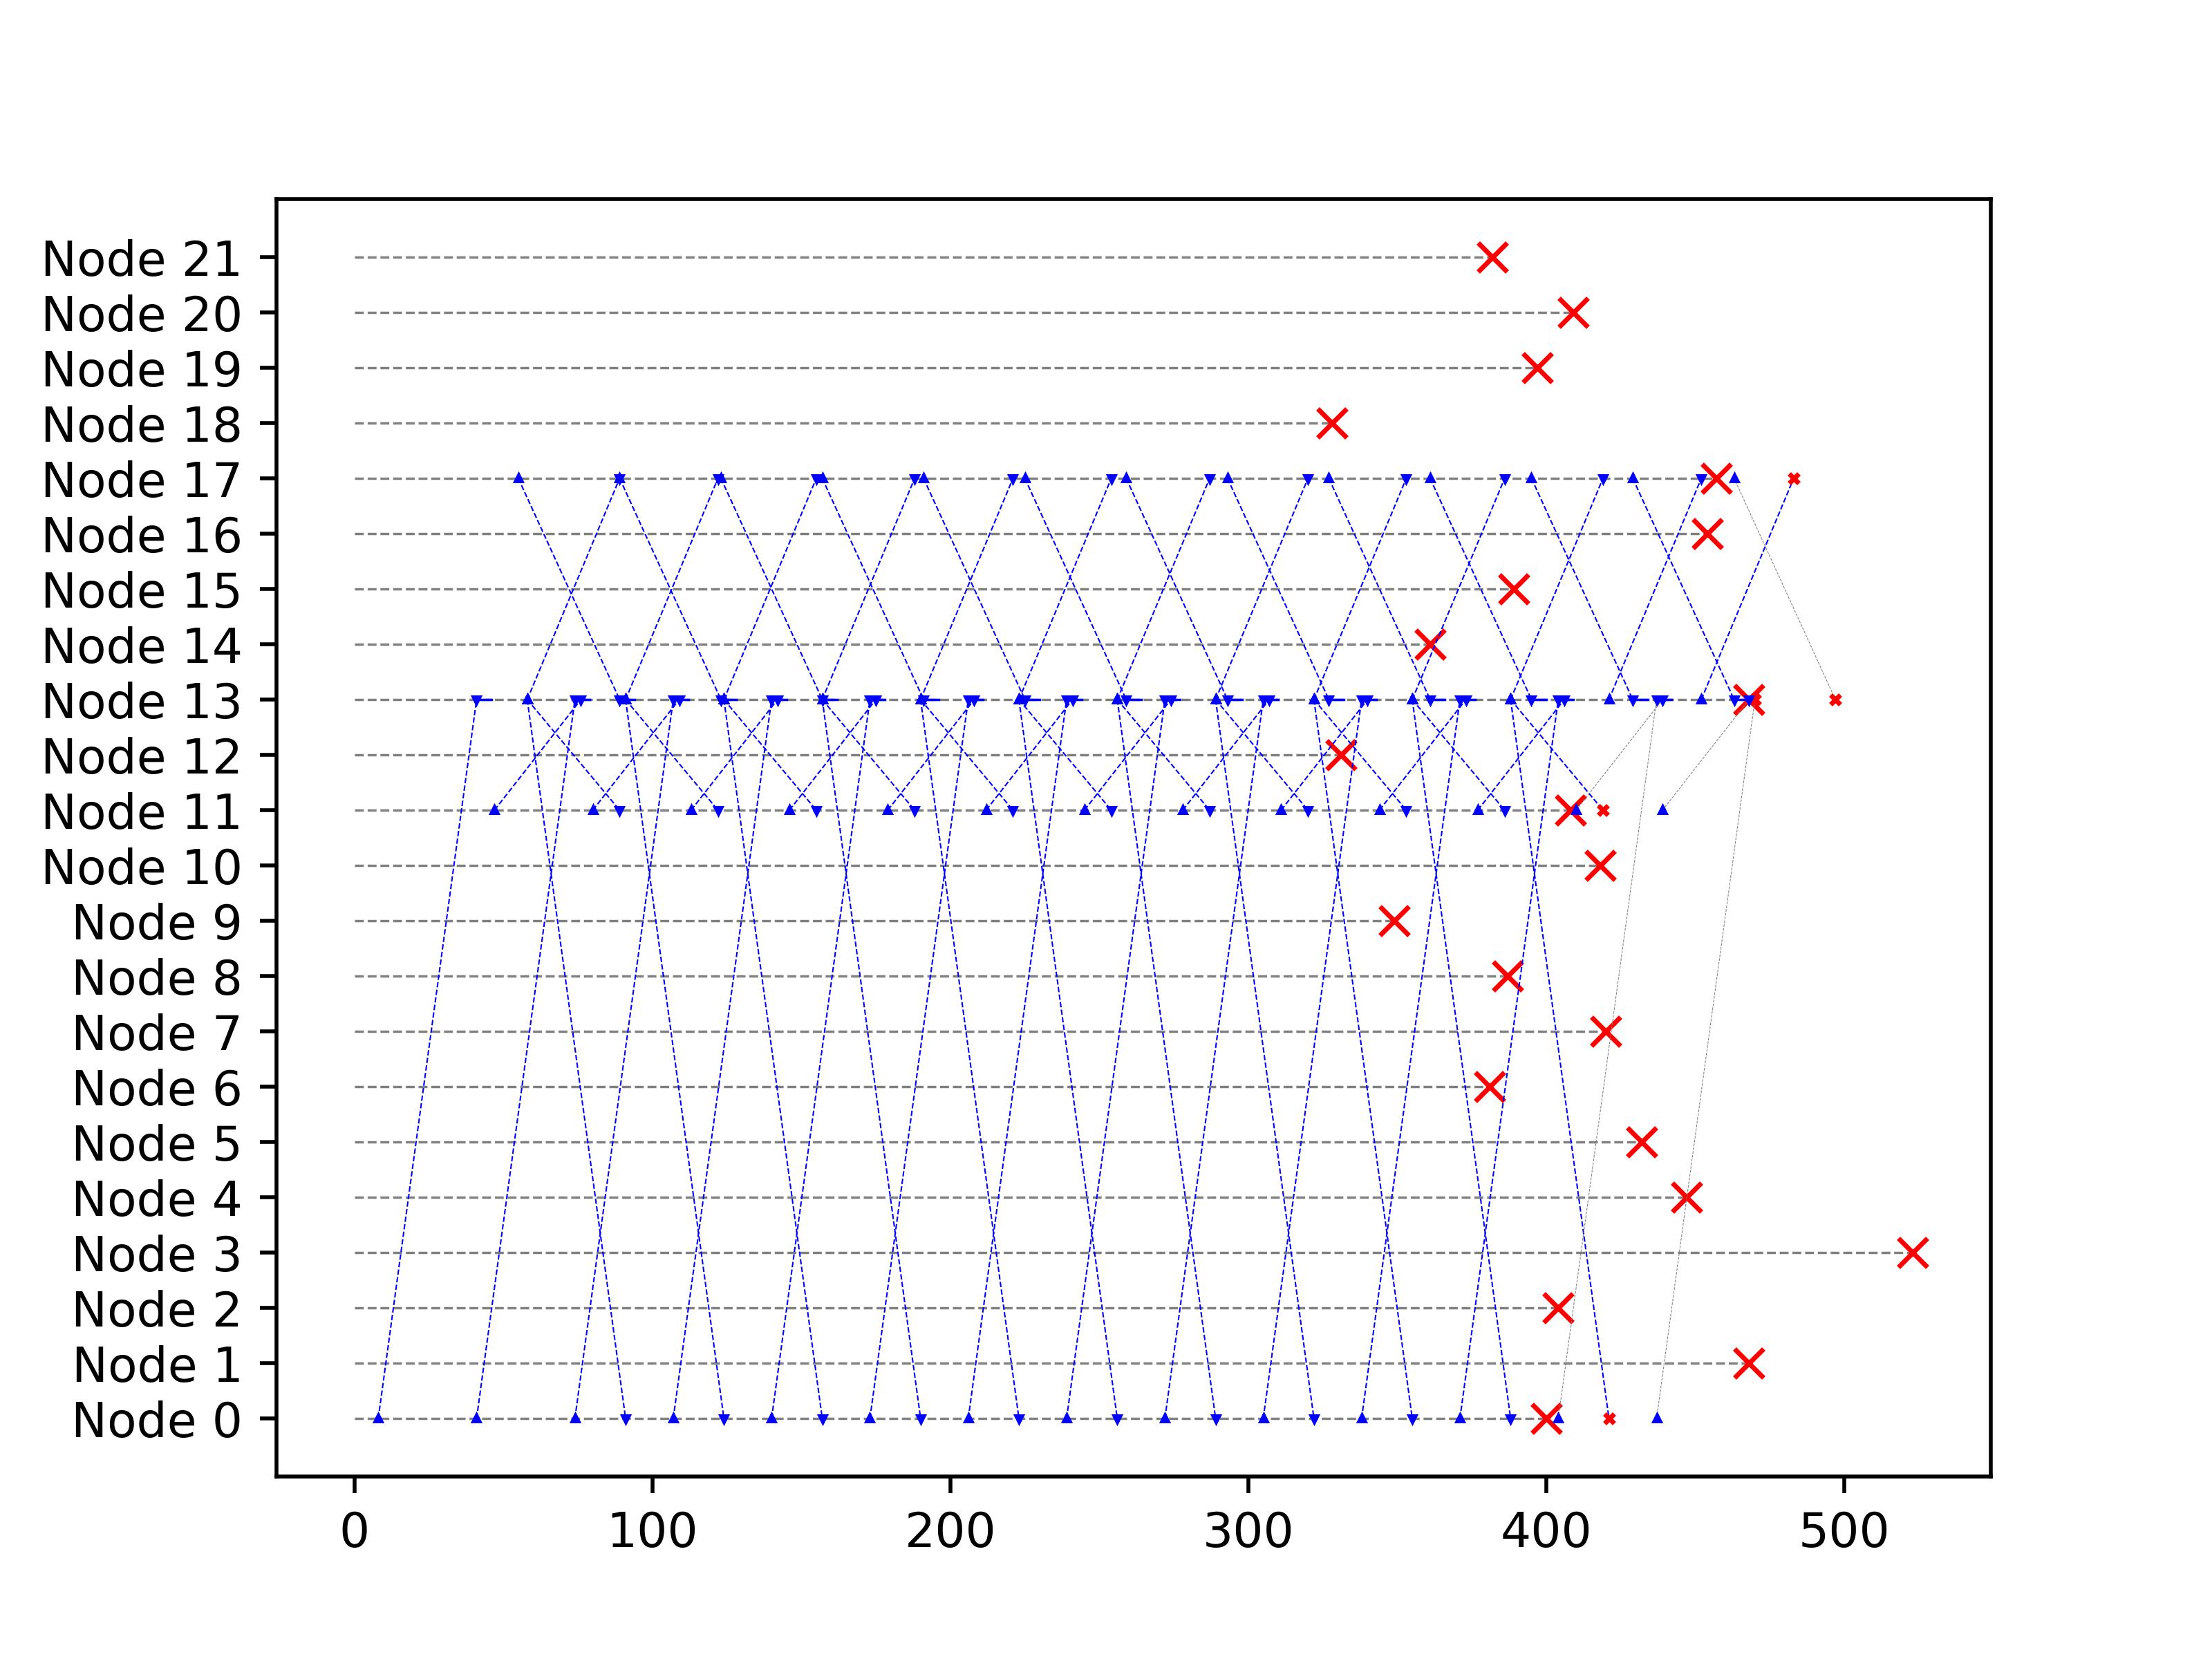 Node 21
Node 20
Node 19
Node 18
Node 17
Node 16
Node 15
Node 14
Node 13
Node 12
Node 11
Node 10
Node 9
Node 8
Node 7
Node 6
Node 5
Node 4
Node 3
Node 2
Node 1
Node 0
0 100 200 300 400 500